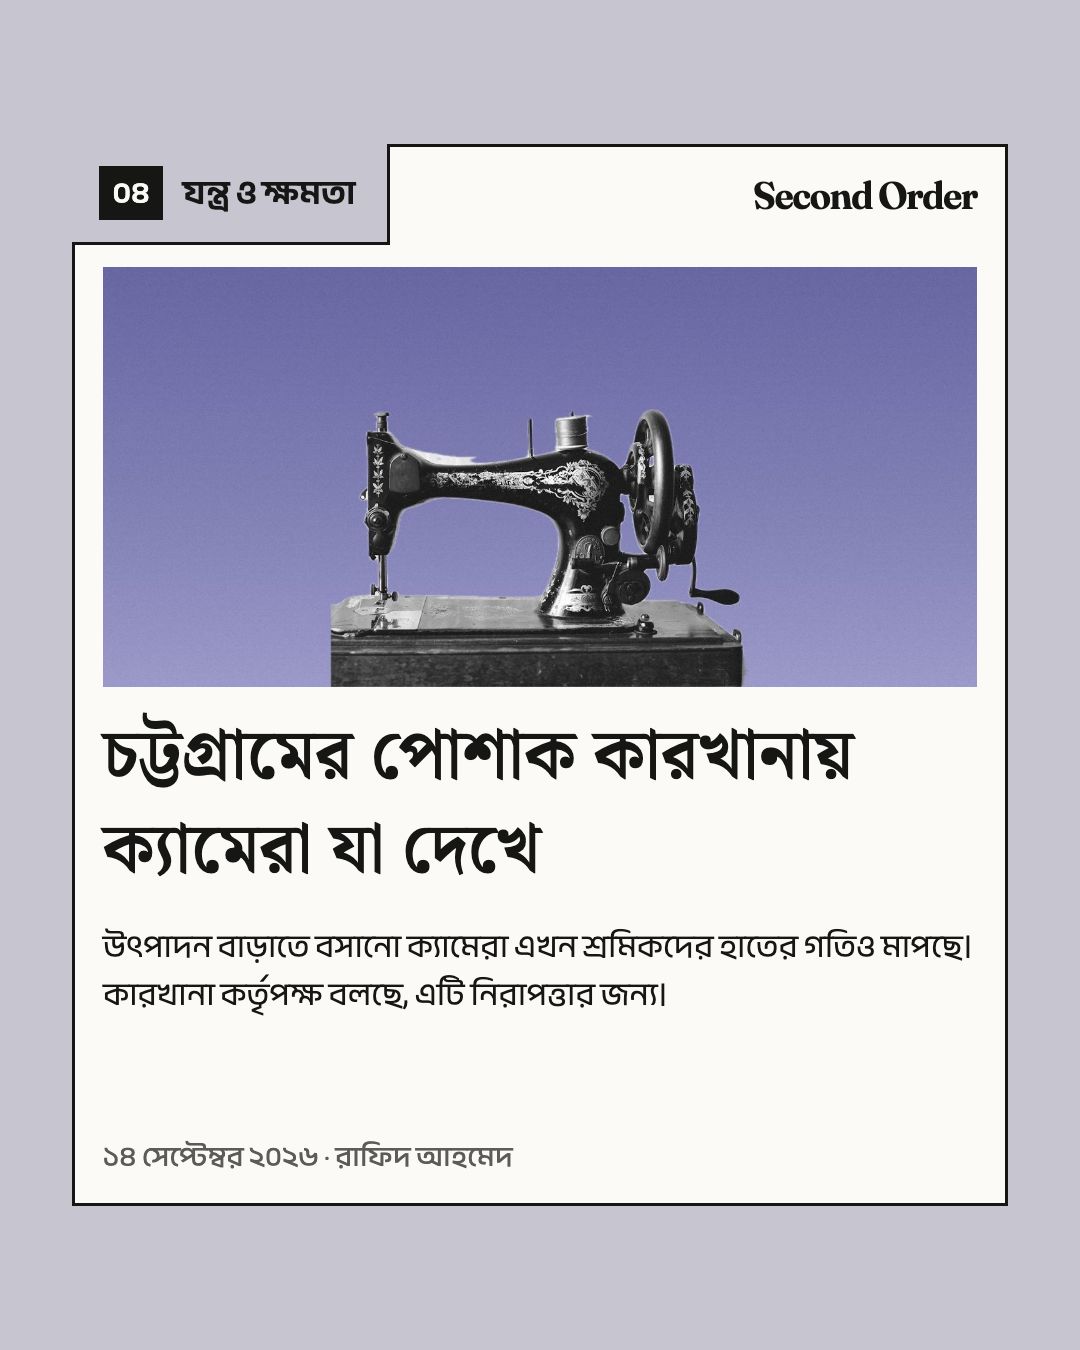 08 যন্ত্র ও ক্ষমতা
Second Order
চট্টগ্রামের পোশাক কারখানায়
ক্যামেরা যা দেখে
উৎপাদন বাড়াতে বসানো ক্যামেরা এখন শ্রমিকদের হাতের গতিও মাপছে।
কারখানা কর্তৃপক্ষ বলছে, এটি নিরাপত্তার জন্য।
১৪ সেপ্টেম্বর ২০২৬ · রাফিদ আহমেদ